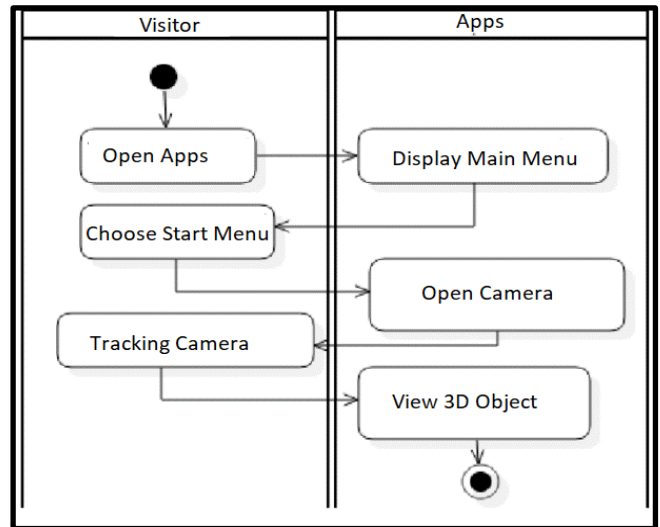 Visitor
Apps
Open Apps
Display Main Menu
Choose Start Menu
Open Camera
Tracking Camera
View 3D Object